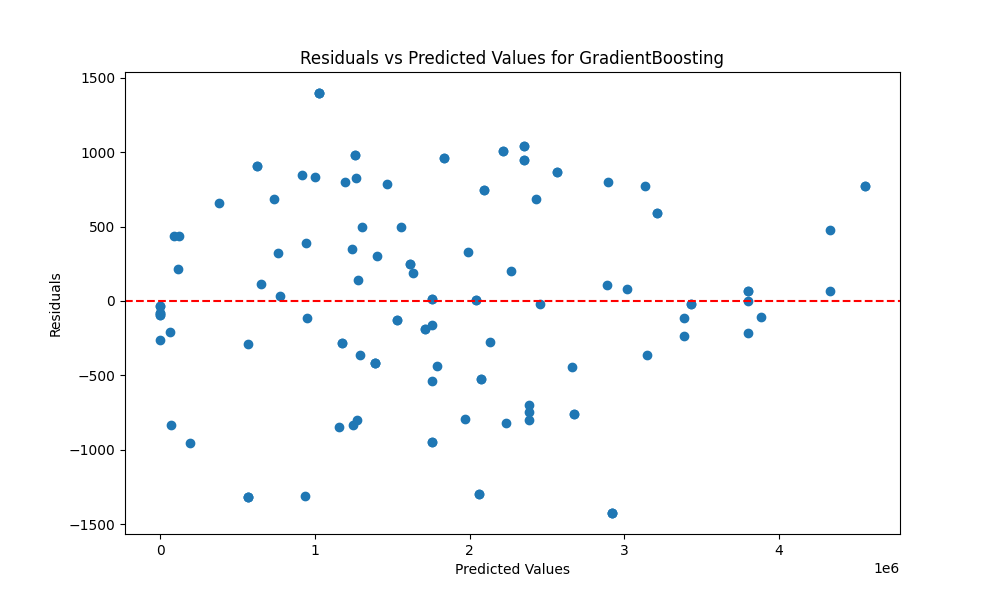 Residuals vs Predicted Values for GradientBoosting
1500
1000
500
0
−500
−1000
−1500
Residuals
0 1 2 3 4
1e6
Predicted Values